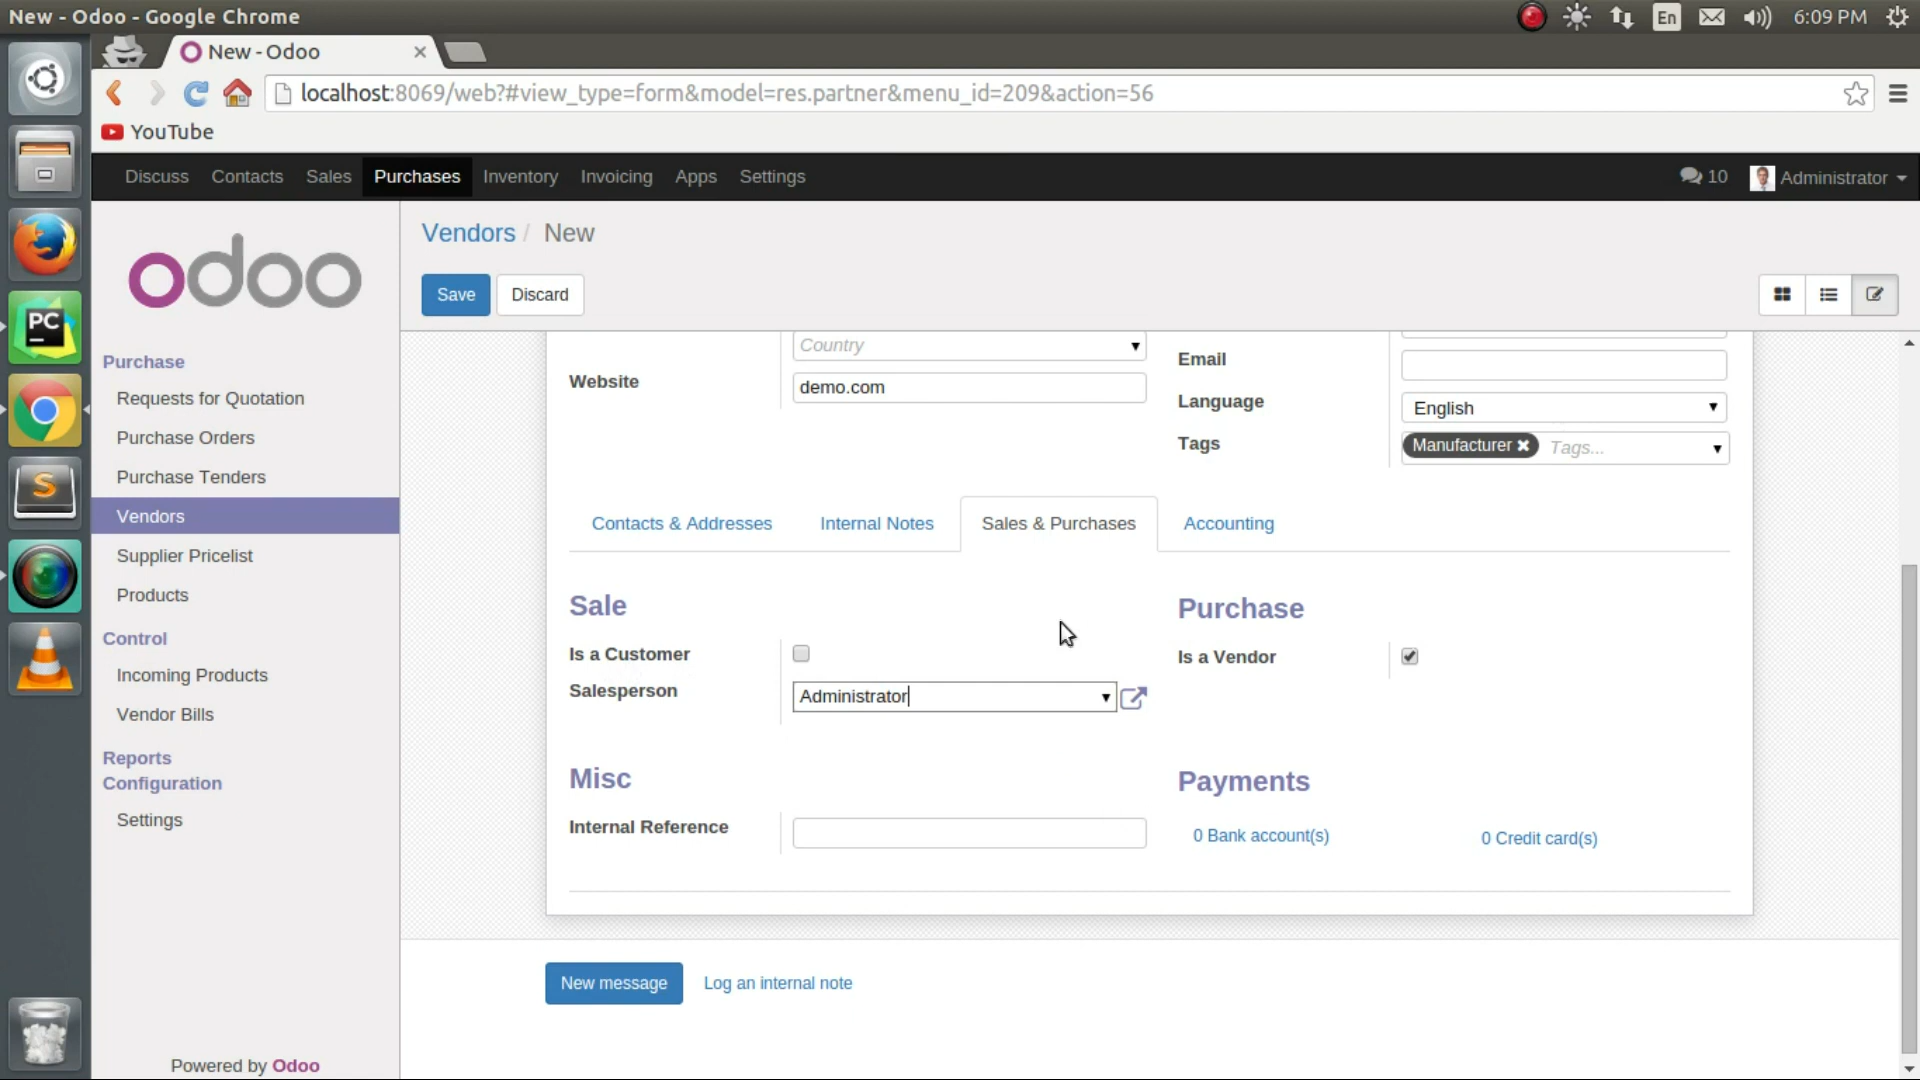 New - Odoo - Google Chrome
En
6:09 PM
New - Odoo
localhost:8069/web?#view_type=form&model=res.partner&menu_id=209&action=56
YouTube
Discuss Contacts Sales Purchases Inventory Invoicing Apps Settings
10 Administrator
odoo
Vendors / New
Save Discard
PC
S
Purchase
Requests for Quotation
Purchase Orders
Purchase Tenders
Vendors
Supplier Pricelist
Products
Control
Incoming Products
Vendor Bills
Reports
Configuration
Settings
Powered by Odoo
Country
Website demo.com
Email
Language English
Tags Manufacturer Tags...
Contacts & Addresses Internal Notes Sales & Purchases Accounting
Sale
Is a Customer
Salesperson Administrator
Purchase
Is a Vendor
Misc
Internal Reference
Payments
0 Bank account(s) 0 Credit card(s)
New message Log an internal note